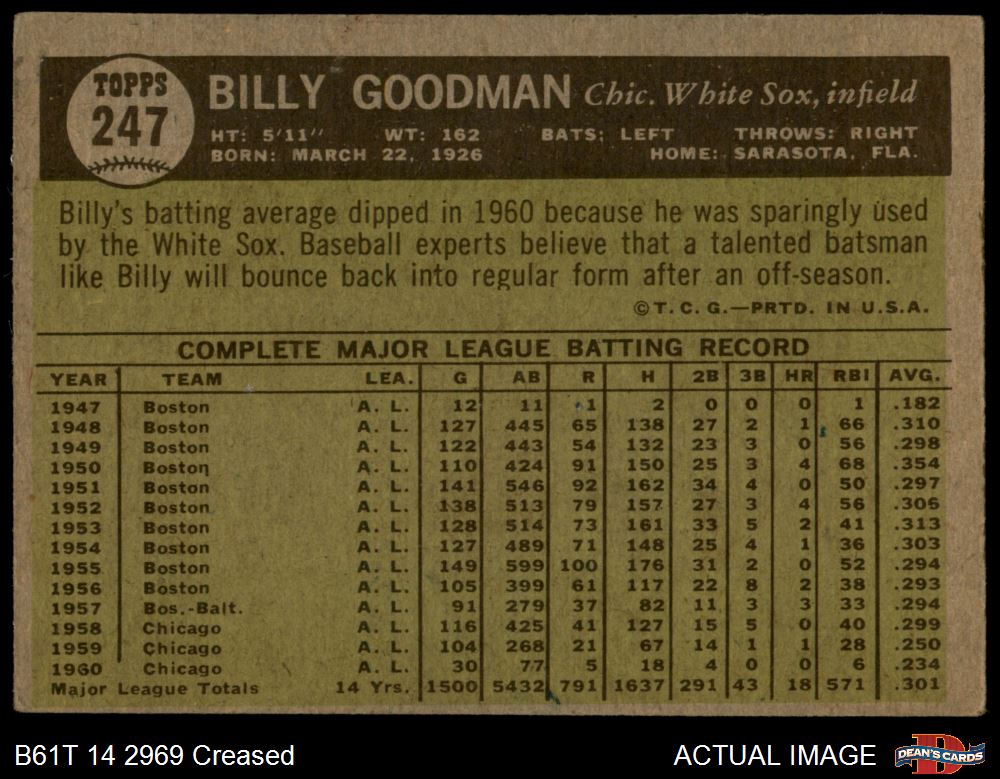 TOPPS
247
BILLY GOODMAN Chic. White Sox, infield
HT: 5'11" WT: 162 BATS: LEFT THROWS: RIGHT
BORN: MARCH 22, 1926 HOME: SARASOTA, FLA.
Billy's batting average dipped in 1960 because he was sparingly used
by the White Sox. Baseball experts believe that a talented batsman
like Billy will bounce back into regular form after an off-season.
©T.C.G.—PRTD. IN U.S.A.
COMPLETE MAJOR LEAGUE BATTING RECORD
YEAR TEAM LEA. G AB R H 2B 3B HR RBI AVG.
1947 Boston A. L. 12 11 1 2 0 0 0 1 .182
1948 Boston A. L. 127 445 65 138 27 2 1 66 .310
1949 Boston A. L. 122 443 54 132 23 3 0 56 .298
1950 Boston A. L. 110 424 91 150 25 3 4 68 .354
1951 Boston A. L. 141 546 92 162 34 4 0 50 .297
1952 Boston A. L. 138 513 79 157 27 3 4 56 .306
1953 Boston A. L. 128 514 73 161 33 5 2 41 .313
1954 Boston A. L. 127 489 71 148 25 4 1 36 .303
1955 Boston A. L. 149 599 100 176 31 2 0 52 .294
1956 Boston A. L. 105 399 61 117 22 8 2 38 .293
1957 Bos.-Balt. A. L. 91 279 37 82 11 3 3 33 .294
1958 Chicago A. L. 116 425 41 127 15 5 0 40 .299
1959 Chicago A. L. 104 268 21 67 14 1 1 28 .250
1960 Chicago A. L. 30 77 5 18 4 0 0 6 .234
Major League Totals 14 Yrs. 1500 5432 791 1637 291 43 18 571 .301
B61T 14 2969 Creased ACTUAL IMAGE DEAN'S CARDS